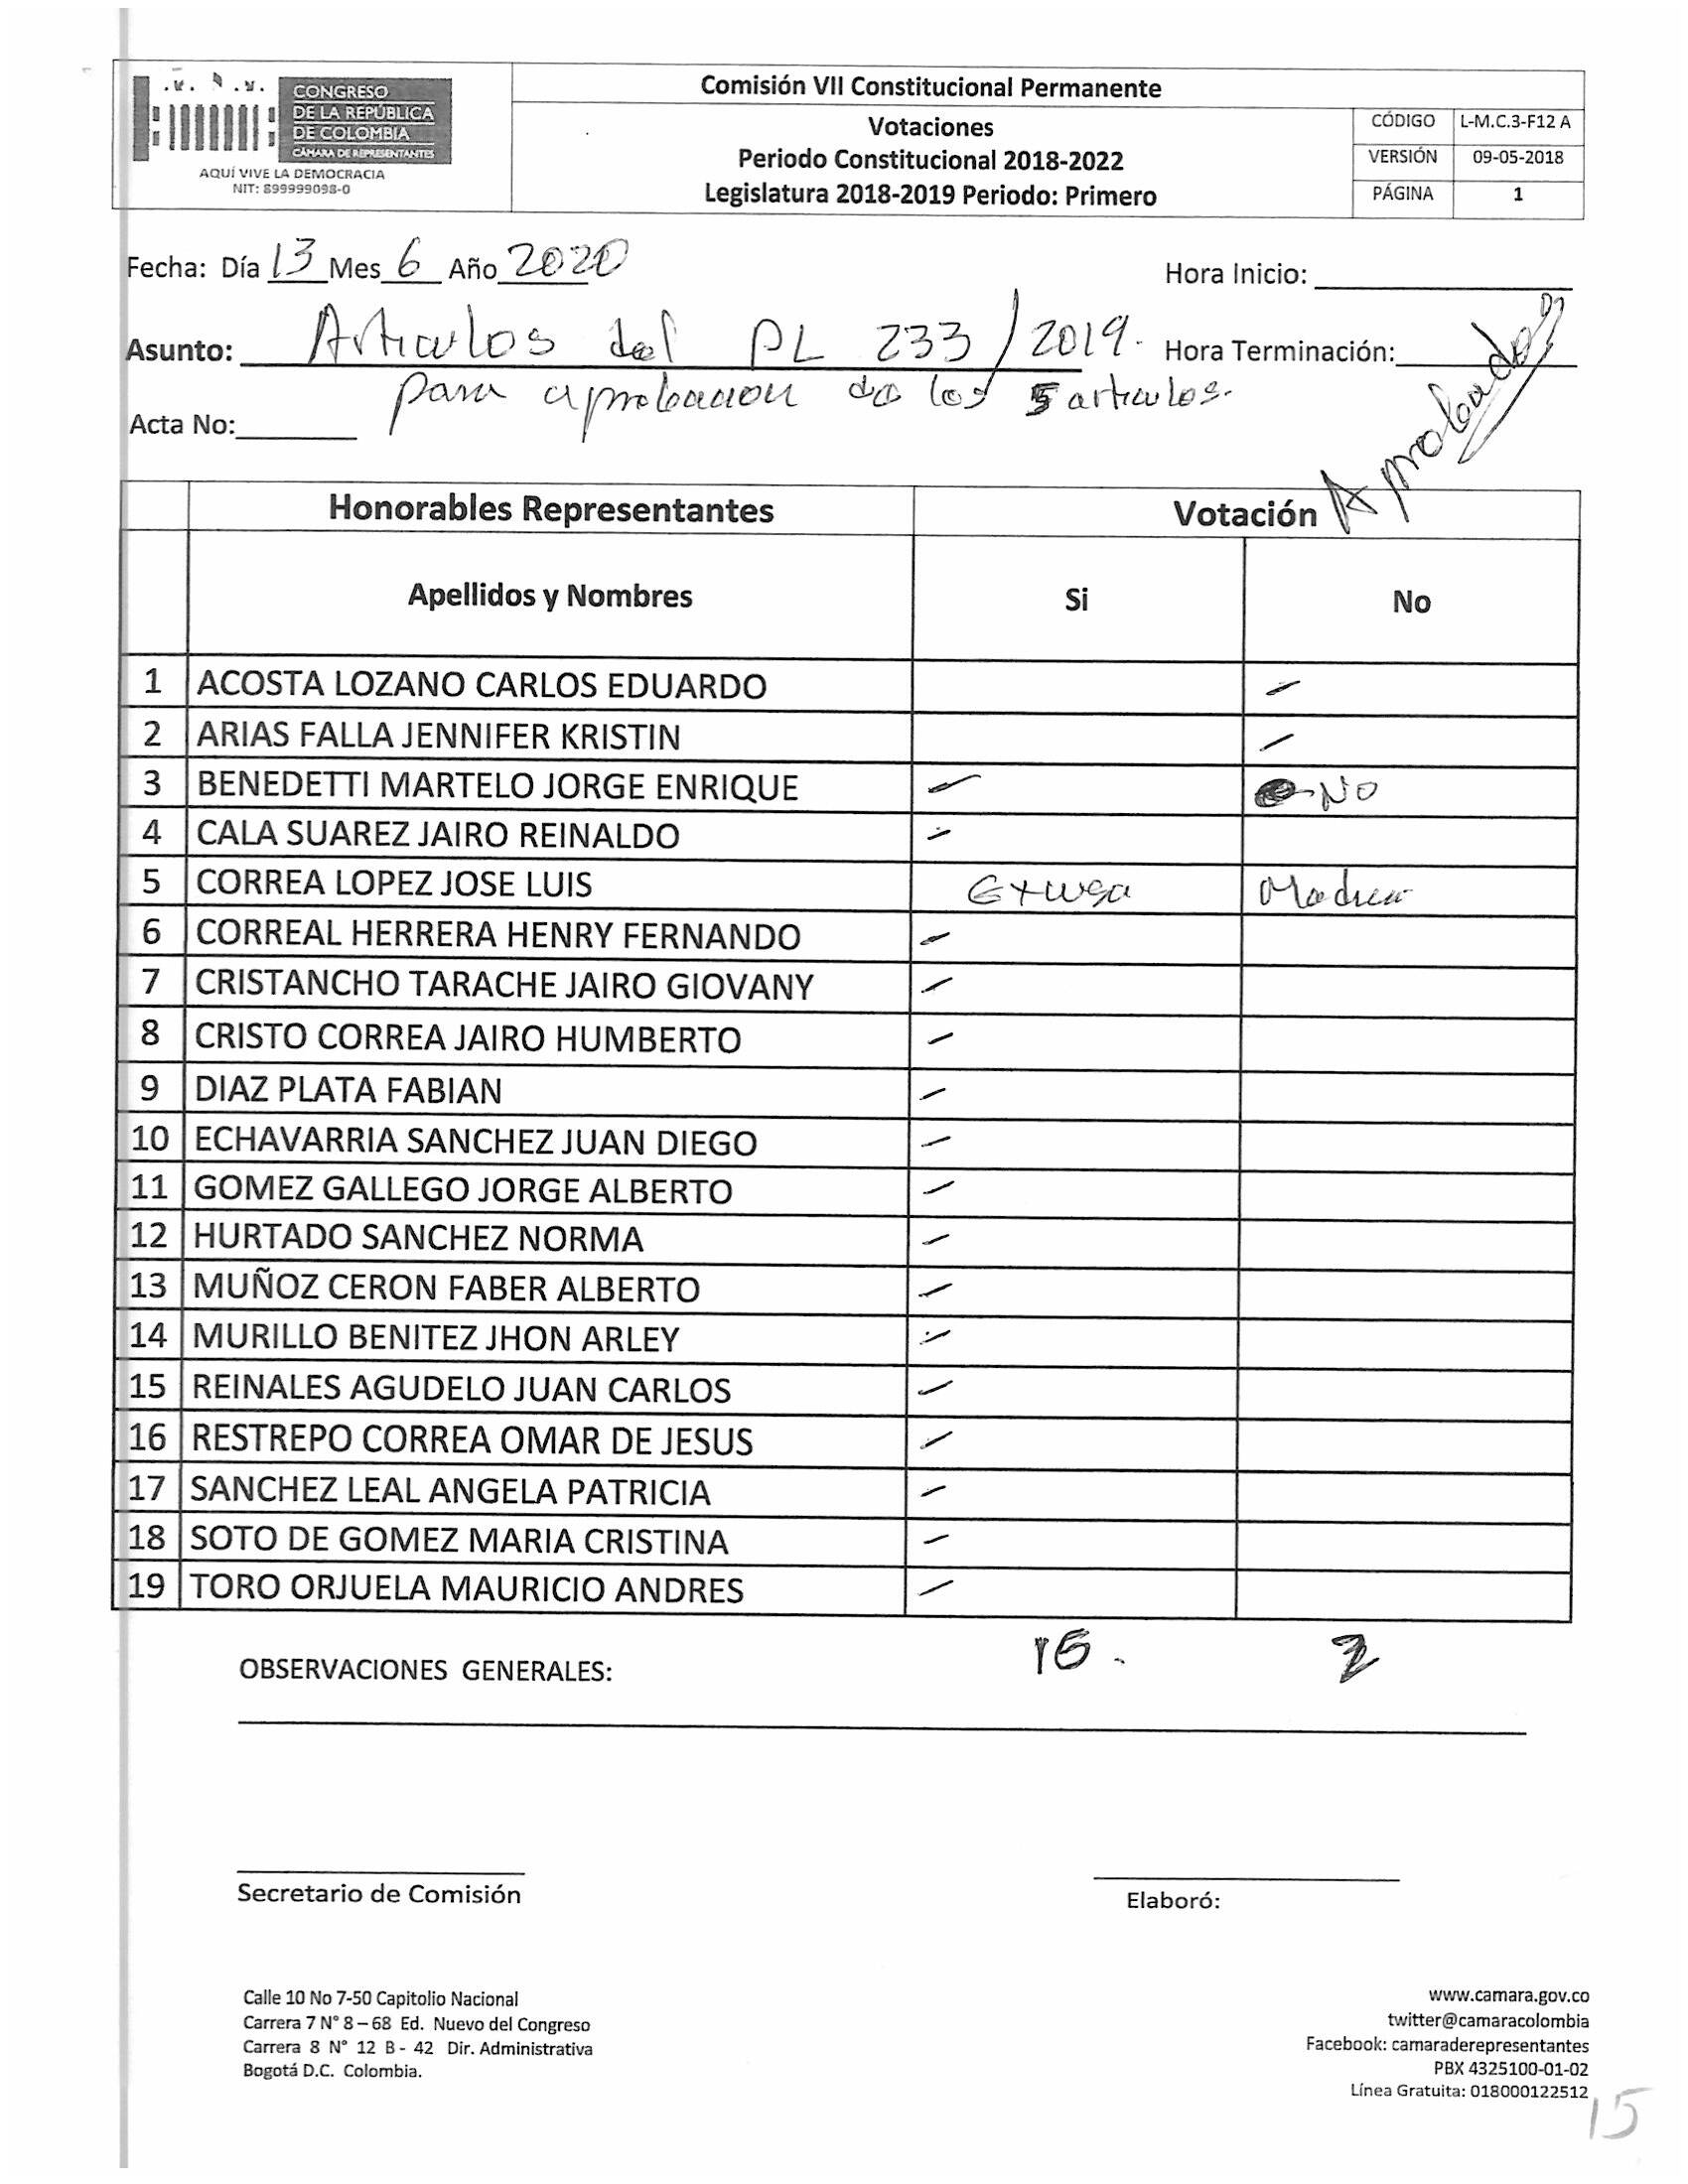 CONGRESO
DE LA REPÚBLICA
DE COLOMBIA
CÁMARA DE REPRESENTANTES
AQUÍ VIVE LA DEMOCRACIA
NIT: 899999098-0
Comisión VII Constitucional Permanente
Votaciones
Periodo Constitucional 2018-2022
Legislatura 2018-2019 Periodo: Primero
CÓDIGO L-M.C.3-F12 A
VERSIÓN 09-05-2018
PÁGINA 1
Fecha: Día 13 Mes 6 Año 2020
Hora Inicio:
Asunto: Articulos del PL 233/2019. Hora Terminación:
para aprobacion de los 5 articulos.
Acta No:
Aprobado
Honorables Representantes Votación
Apellidos y Nombres Si No
1 ACOSTA LOZANO CARLOS EDUARDO
2 ARIAS FALLA JENNIFER KRISTIN
3 BENEDETTI MARTELO JORGE ENRIQUE NO
4 CALA SUAREZ JAIRO REINALDO
5 CORREA LOPEZ JOSE LUIS Excusa
6 CORREAL HERRERA HENRY FERNANDO
7 CRISTANCHO TARACHE JAIRO GIOVANY
8 CRISTO CORREA JAIRO HUMBERTO
9 DIAZ PLATA FABIAN
10 ECHAVARRIA SANCHEZ JUAN DIEGO
11 GOMEZ GALLEGO JORGE ALBERTO
12 HURTADO SANCHEZ NORMA
13 MUÑOZ CERON FABER ALBERTO
14 MURILLO BENITEZ JHON ARLEY
15 REINALES AGUDELO JUAN CARLOS
16 RESTREPO CORREA OMAR DE JESUS
17 SANCHEZ LEAL ANGELA PATRICIA
18 SOTO DE GOMEZ MARIA CRISTINA
19 TORO ORJUELA MAURICIO ANDRES
2
OBSERVACIONES GENERALES:
Secretario de Comisión
Elaboró:
Calle 10 No 7-50 Capitolio Nacional
Carrera 7 N° 8 – 68 Ed. Nuevo del Congreso
Carrera 8 N° 12 B - 42 Dir. Administrativa
Bogotá D.C. Colombia.
www.camara.gov.co
twitter@camaracolombia
Facebook: camaraderepresentantes
PBX 4325100-01-02
Línea Gratuita: 018000122512
15